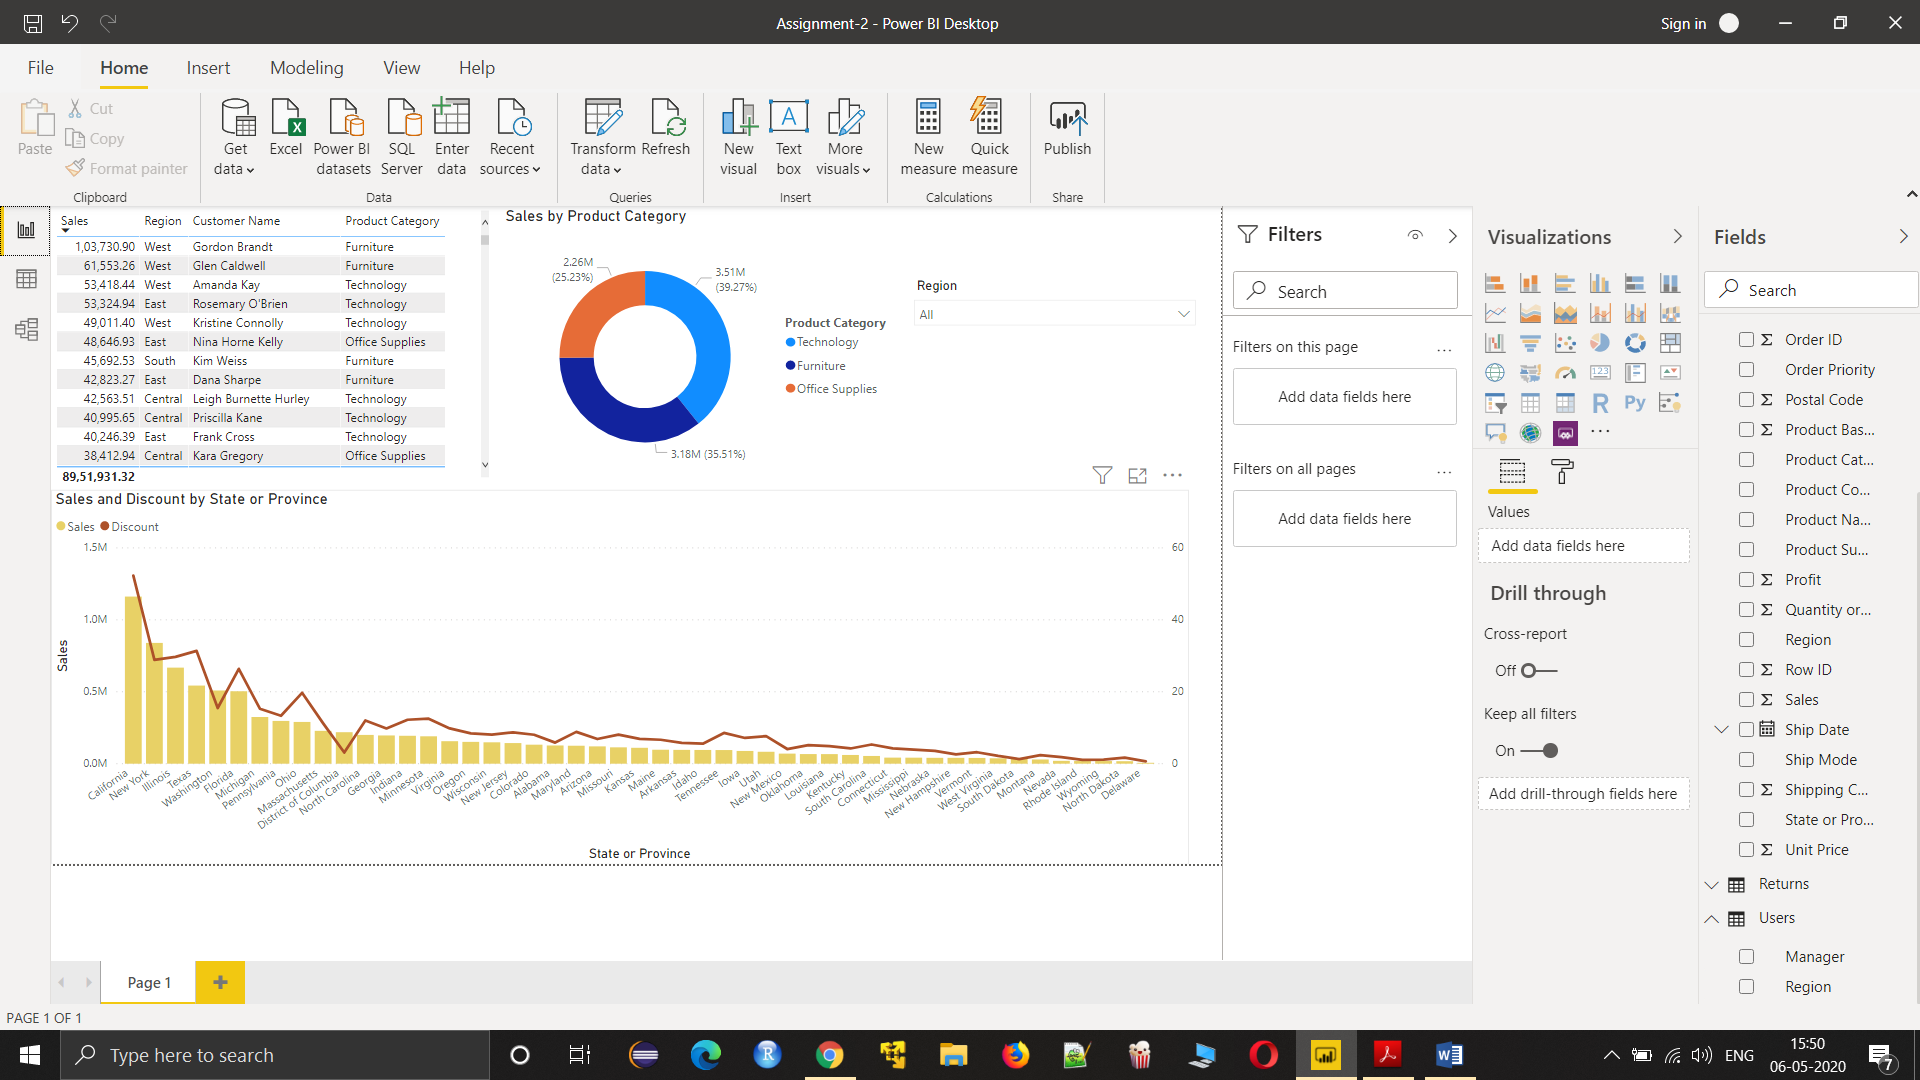 Assignment-2 - Power BI Desktop
Sign in
File Home Insert Modeling View Help
Paste
Cut
Copy
Format painter
Clipboard
Get data
Excel
Power BI datasets
SQL Server
Enter data
Recent sources
Data
Transform data
Refresh
Queries
New visual
Text box
More visuals
Insert
New measure
Quick measure
Calculations
Publish
Share
Sales Region Customer Name Product Category
1,03,730.90 West Gordon Brandt Furniture
61,553.26 West Glen Caldwell Furniture
53,418.44 West Amanda Kay Technology
53,324.94 East Rosemary O'Brien Technology
49,011.40 West Kristine Connolly Technology
48,646.93 East Nina Horne Kelly Office Supplies
45,692.53 South Kim Weiss Furniture
42,823.27 East Dana Sharpe Furniture
42,563.51 Central Leigh Burnette Hurley Technology
40,995.65 Central Priscilla Kane Technology
40,246.39 East Frank Cross Technology
38,412.94 Central Kara Gregory Office Supplies
89,51,931.32
Sales by Product Category
2.26M
(25.23%)
3.51M
(39.27%)
3.18M (35.51%)
Product Category
Technology
Furniture
Office Supplies
Region
All
Sales and Discount by State or Province
Sales Discount
1.5M
1.0M
0.5M
0.0M
Sales
60
40
20
0
California
New York
Illinois
Texas
Washington
Florida
Michigan
Pennsylvania
Ohio
Massachusetts
District of Columbia
North Carolina
Georgia
Indiana
Minnesota
Virginia
Oregon
Wisconsin
New Jersey
Colorado
Alabama
Maryland
Arizona
Missouri
Kansas
Maine
Arkansas
Idaho
Tennessee
Iowa
Utah
New Mexico
Oklahoma
Louisiana
Kentucky
South Carolina
Connecticut
Mississippi
Nebraska
New Hampshire
Vermont
West Virginia
South Dakota
Montana
Nevada
Rhode Island
Wyoming
North Dakota
Delaware
State or Province
Filters
Search
Filters on this page
Add data fields here
Filters on all pages
Add data fields here
Visualizations
123
R
Py
Values
Add data fields here
Drill through
Cross-report
Off
Keep all filters
On
Add drill-through fields here
Fields
Search
Order ID
Order Priority
Postal Code
Product Bas...
Product Cat...
Product Co...
Product Na...
Product Su...
Profit
Quantity or...
Region
Row ID
Sales
Ship Date
Ship Mode
Shipping C...
State or Pro...
Unit Price
Returns
Users
Manager
Region
Page 1
PAGE 1 OF 1
Type here to search
ENG
15:50
06-05-2020
7